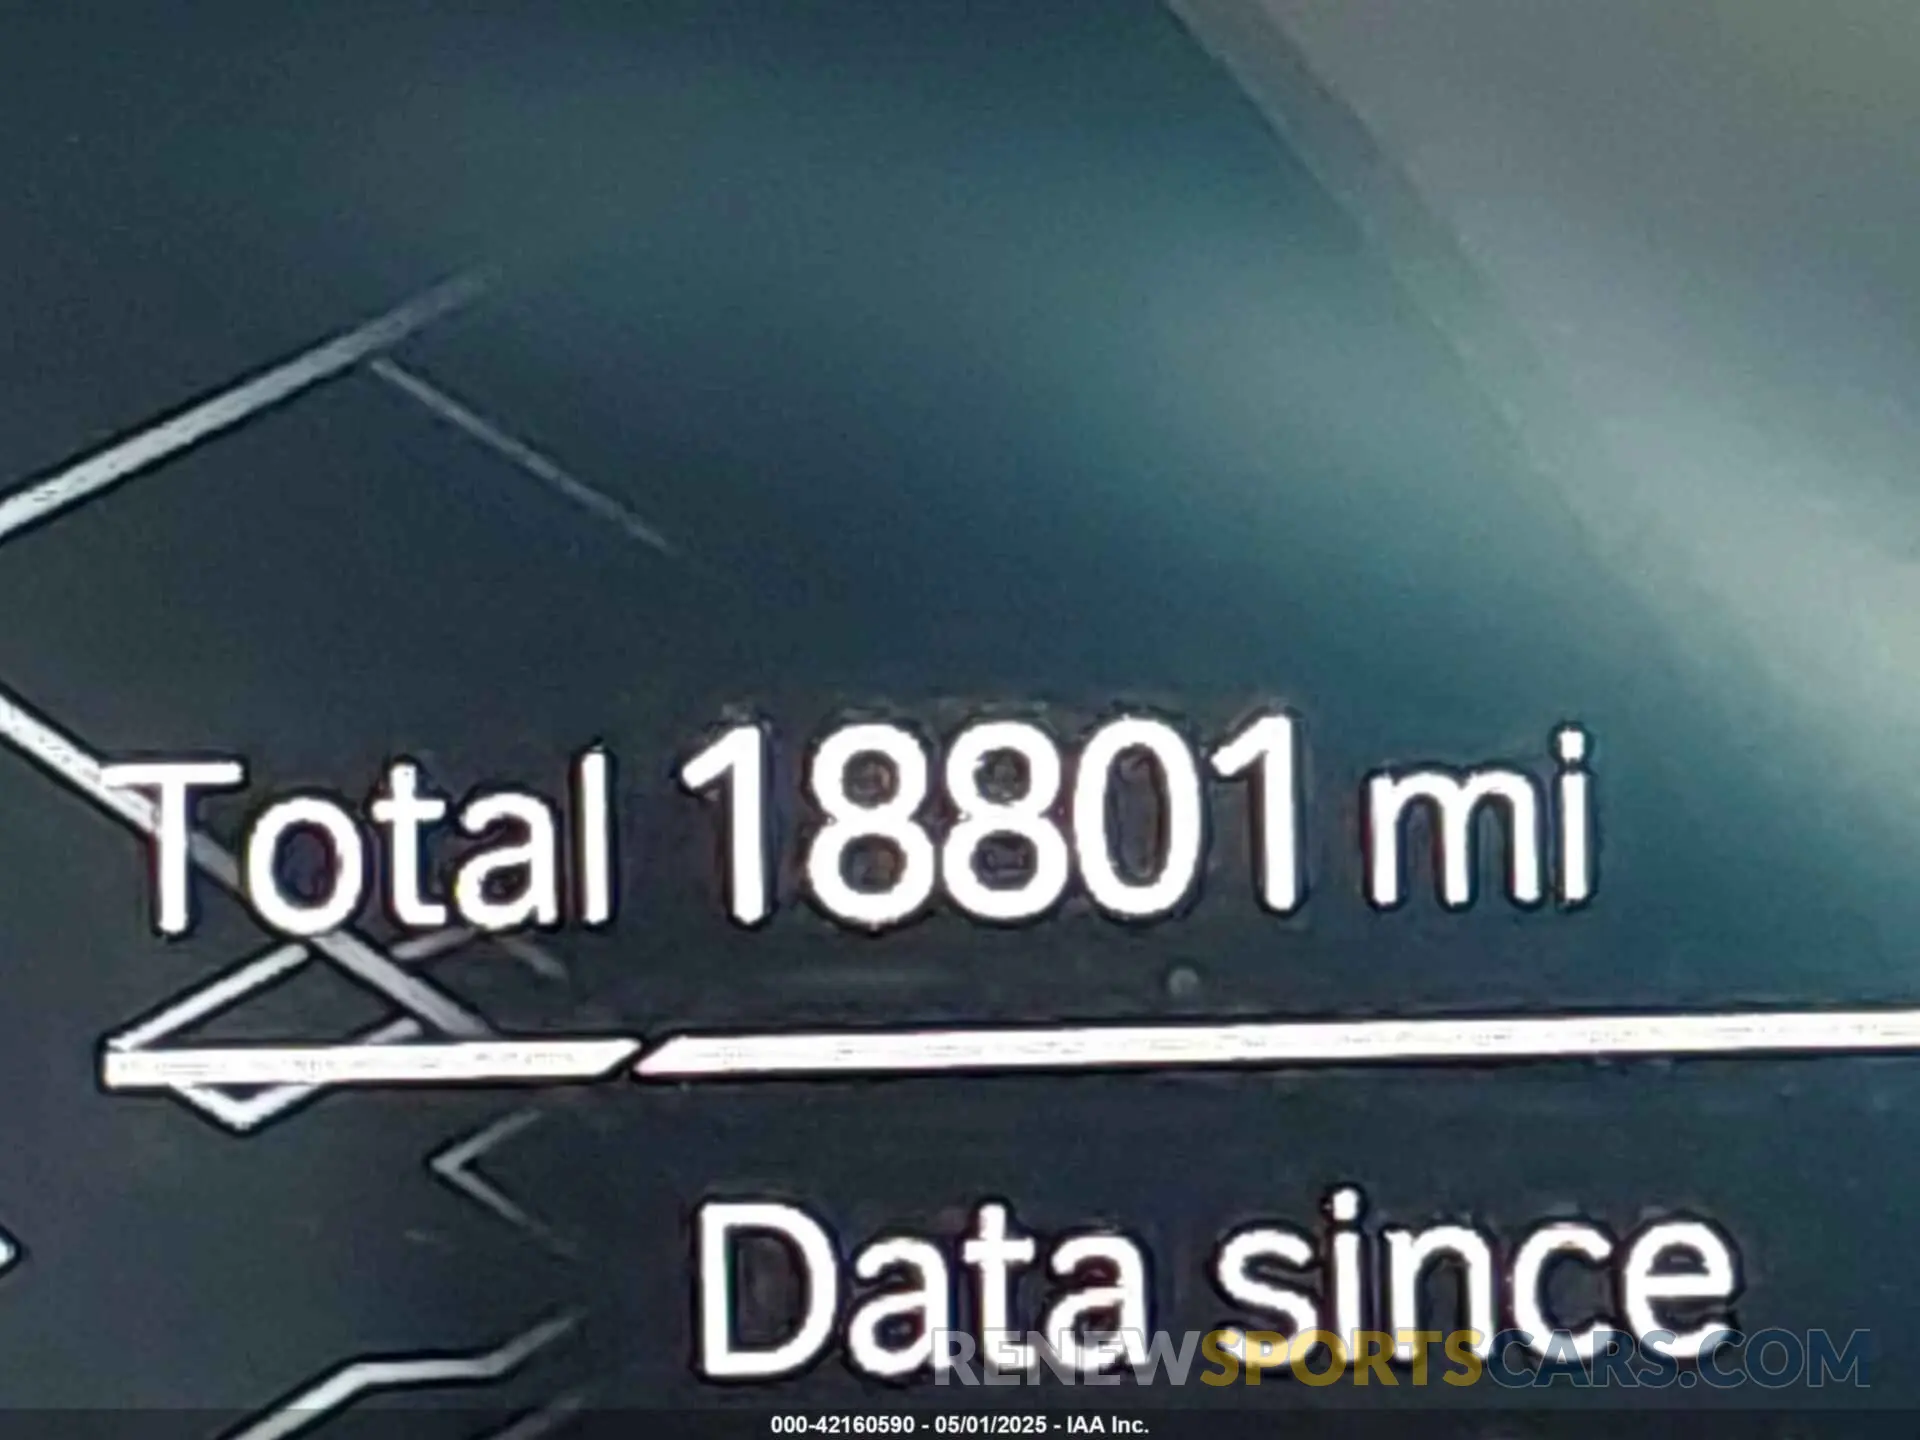 Total 18801 mi
Data since
RENEWSPORTSCARS.COM
000-42160590 - 05/01/2025 - IAA Inc.